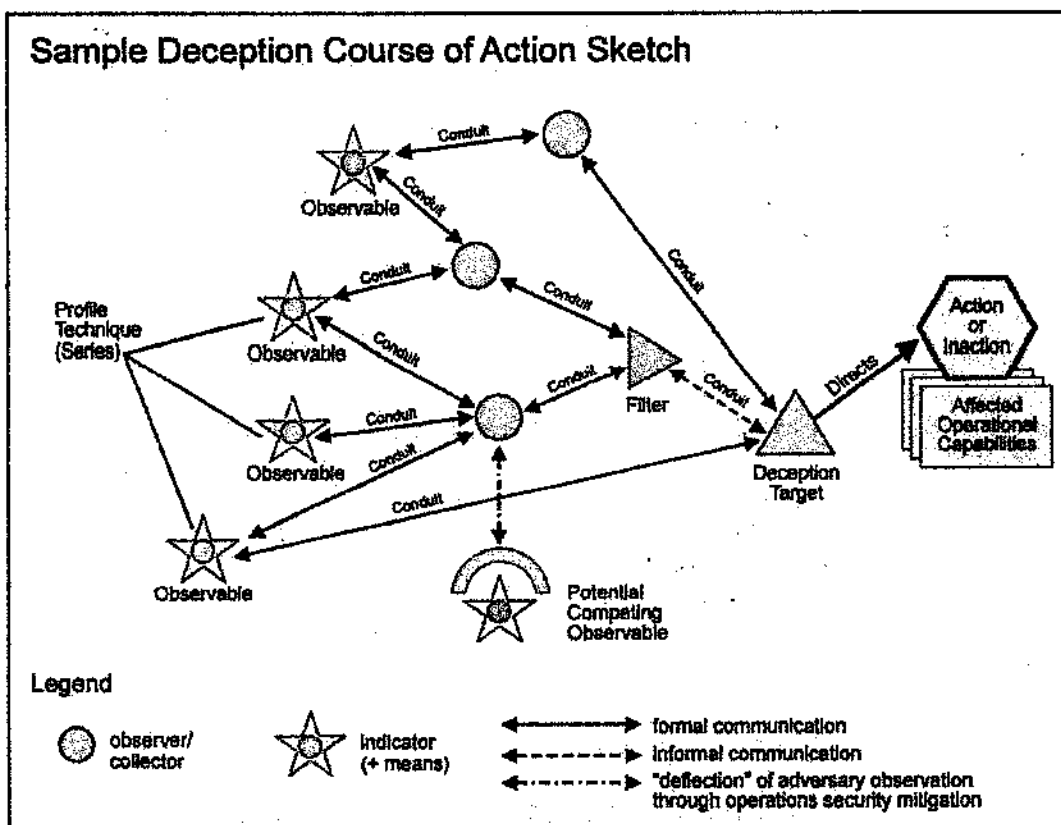 Sample Deception Course of Action Sketch
Conduit
Observable
Conduit
Conduit
Observable
Conduit
Conduit
Profile
Technique
(Series)
Conduit
Action
or
Inaction
Directs
Conduit
Filter
Conduit
Affected
Operational
Capabilities
Conduit
Observable
Conduit
Deception
Target
Conduit
Observable
Potential
Competing
Observable
Legend
observer/
collector
Indicator
(+ means)
formal communication
informal communication
"deflection" of adversary observation
through operations security mitigation